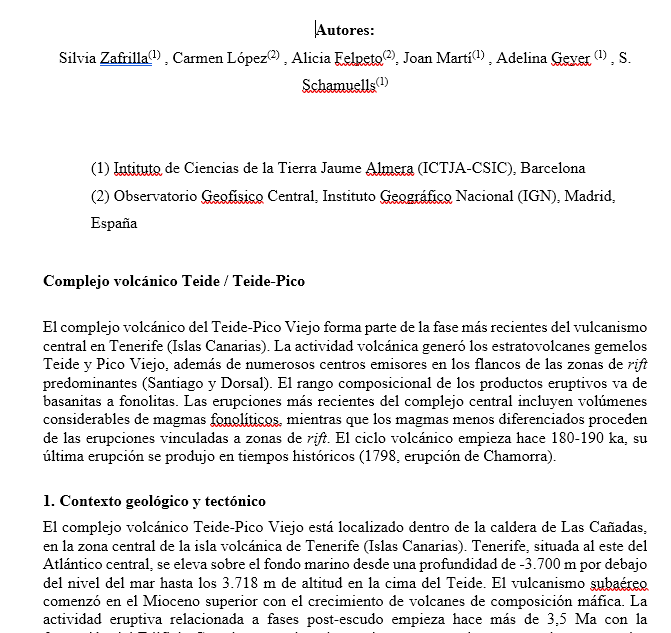 Autores:
Silvia Zafrilla(1) , Carmen López(2) , Alicia Felpeto(2), Joan Martí(1) , Adelina Geyer (1) , S.
Schamuells(1)
(1) Intituto de Ciencias de la Tierra Jaume Almera (ICTJA-CSIC), Barcelona
(2) Observatorio Geofísico Central, Instituto Geográfico Nacional (IGN), Madrid,
España
Complejo volcánico Teide / Teide-Pico
El complejo volcánico del Teide-Pico Viejo forma parte de la fase más recientes del vulcanismo
central en Tenerife (Islas Canarias). La actividad volcánica generó los estratovolcanes gemelos
Teide y Pico Viejo, además de numerosos centros emisores en los flancos de las zonas de rift
predominantes (Santiago y Dorsal). El rango composicional de los productos eruptivos va de
basanitas a fonolitas. Las erupciones más recientes del complejo central incluyen volúmenes
considerables de magmas fonolíticos, mientras que los magmas menos diferenciados proceden
de las erupciones vinculadas a zonas de rift. El ciclo volcánico empieza hace 180-190 ka, su
última erupción se produjo en tiempos históricos (1798, erupción de Chamorra).
1. Contexto geológico y tectónico
El complejo volcánico Teide-Pico Viejo está localizado dentro de la caldera de Las Cañadas,
en la zona central de la isla volcánica de Tenerife (Islas Canarias). Tenerife, situada al este del
Atlántico central, se eleva sobre el fondo marino desde una profundidad de -3.700 m por debajo
del nivel del mar hasta los 3.718 m de altitud en la cima del Teide. El vulcanismo subaéreo
comenzó en el Mioceno superior con el crecimiento de volcanes de composición máfica. La
actividad eruptiva relacionada a fases post-escudo empieza hace más de 3,5 Ma con la